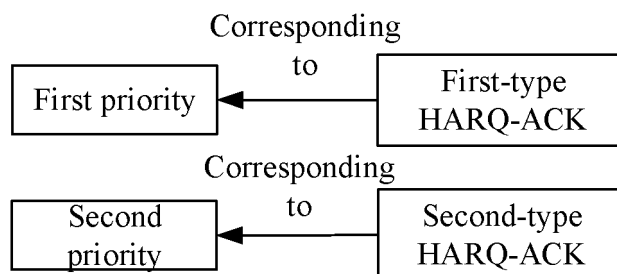 Corresponding
to
First priority
First-type
HARQ-ACK
Corresponding
to
Second
priority
Second-type
HARQ-ACK